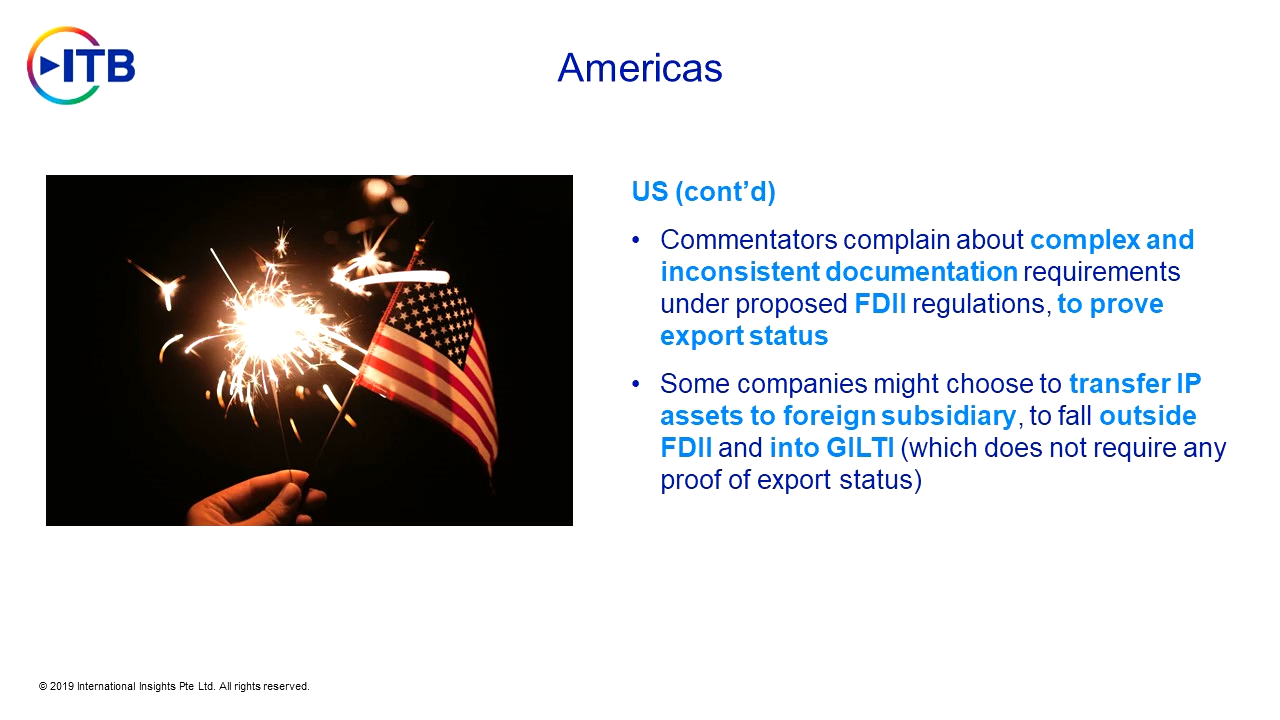 ITB
Americas
US (cont’d)
• Commentators complain about complex and
inconsistent documentation requirements
under proposed FDII regulations, to prove
export status
• Some companies might choose to transfer IP
assets to foreign subsidiary, to fall outside
FDII and into GILTI (which does not require any
proof of export status)
© 2019 International Insights Pte Ltd. All rights reserved.